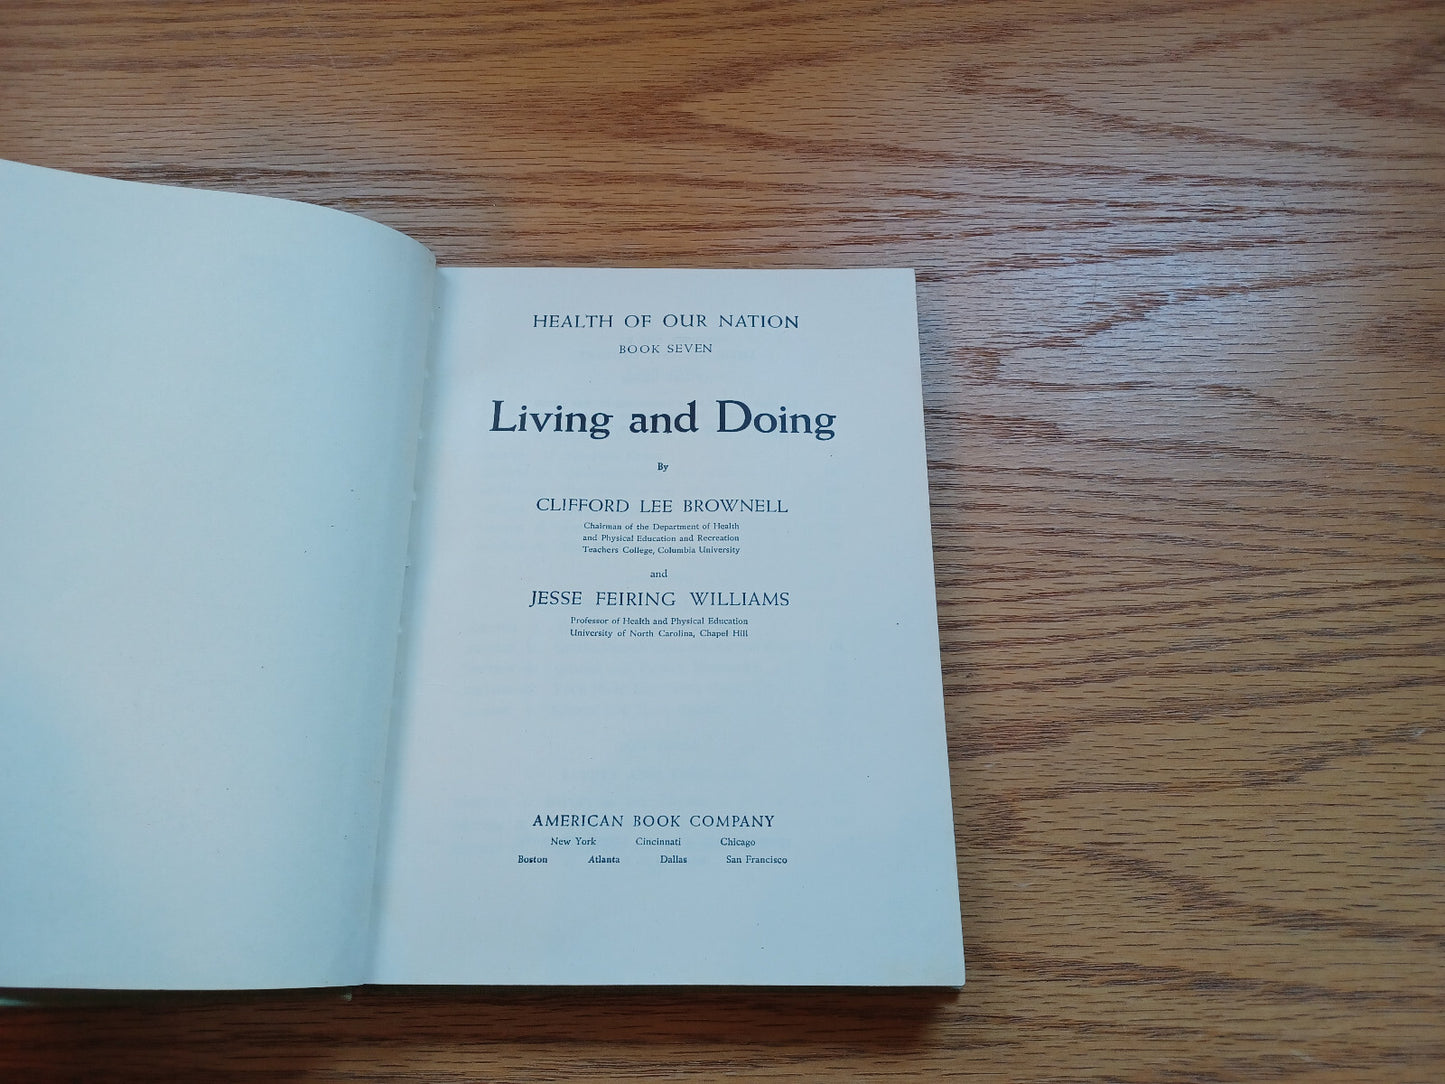 HEALTH OF OUR NATION
BOOK SEVEN
Living and Doing
By
CLIFFORD LEE BROWNELL
Chairman of the Department of Health
and Physical Education and Recreation
Teachers College, Columbia University
and
JESSE FEIRING WILLIAMS
Professor of Health and Physical Education
University of North Carolina, Chapel Hill
AMERICAN BOOK COMPANY
New York Cincinnati Chicago
Boston Atlanta Dallas San Francisco